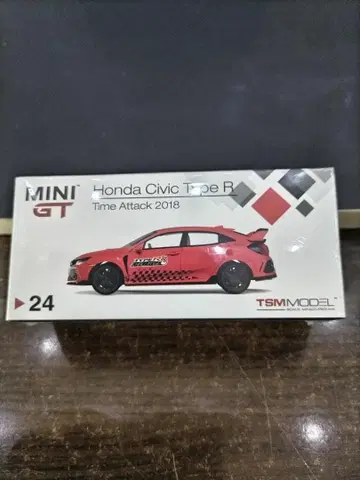 MINI
GT
Honda Civic Type R
Time Attack 2018
24
TSMMODEL